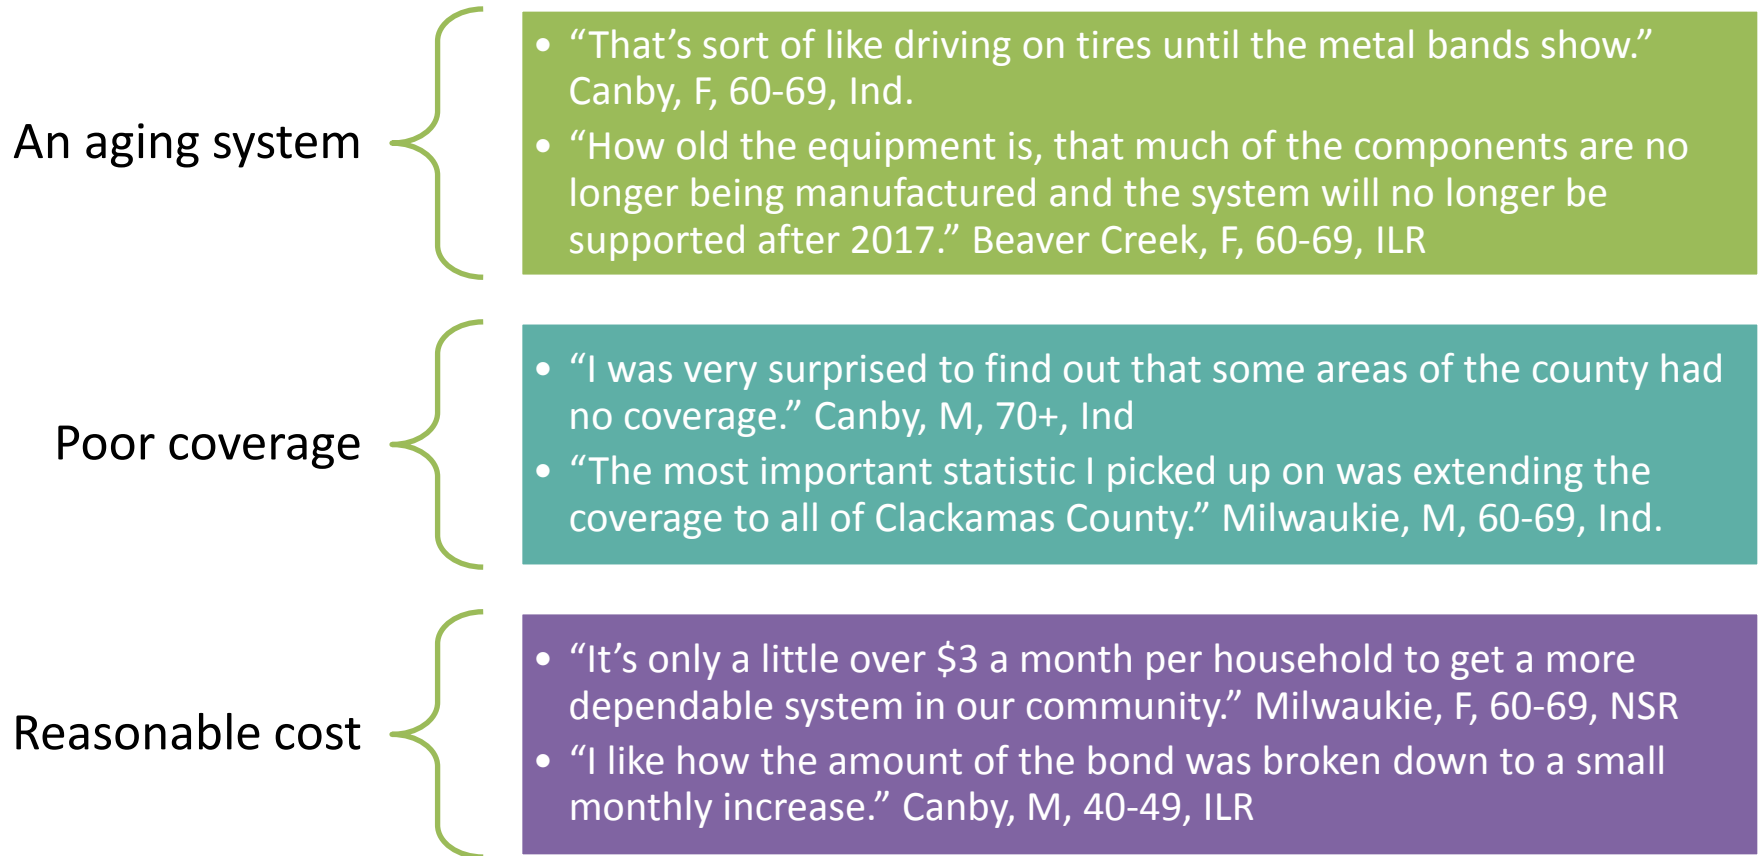 An aging system
• “That’s sort of like driving on tires until the metal bands show.”
Canby, F, 60-69, Ind.
• “How old the equipment is, that much of the components are no
longer being manufactured and the system will no longer be
supported after 2017.” Beaver Creek, F, 60-69, ILR
Poor coverage
• “I was very surprised to find out that some areas of the county had
no coverage.” Canby, M, 70+, Ind
• “The most important statistic I picked up on was extending the
coverage to all of Clackamas County.” Milwaukie, M, 60-69, Ind.
Reasonable cost
• “It’s only a little over $3 a month per household to get a more
dependable system in our community.” Milwaukie, F, 60-69, NSR
• “I like how the amount of the bond was broken down to a small
monthly increase.” Canby, M, 40-49, ILR